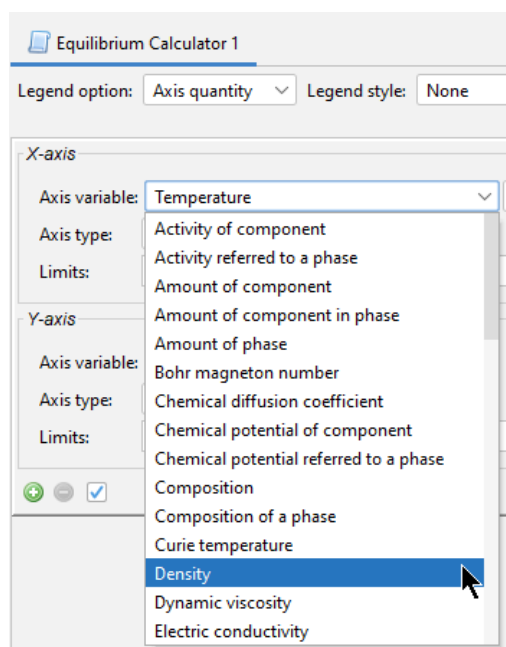 Equilibrium Calculator 1
Legend option: Axis quantity Legend style: None
X-axis
Axis variable: Temperature
Axis type:
Limits:
Y-axis
Axis variable:
Axis type:
Limits:
Activity of component
Activity referred to a phase
Amount of component
Amount of component in phase
Amount of phase
Bohr magneton number
Chemical diffusion coefficient
Chemical potential of component
Chemical potential referred to a phase
Composition
Composition of a phase
Curie temperature
Density
Dynamic viscosity
Electric conductivity